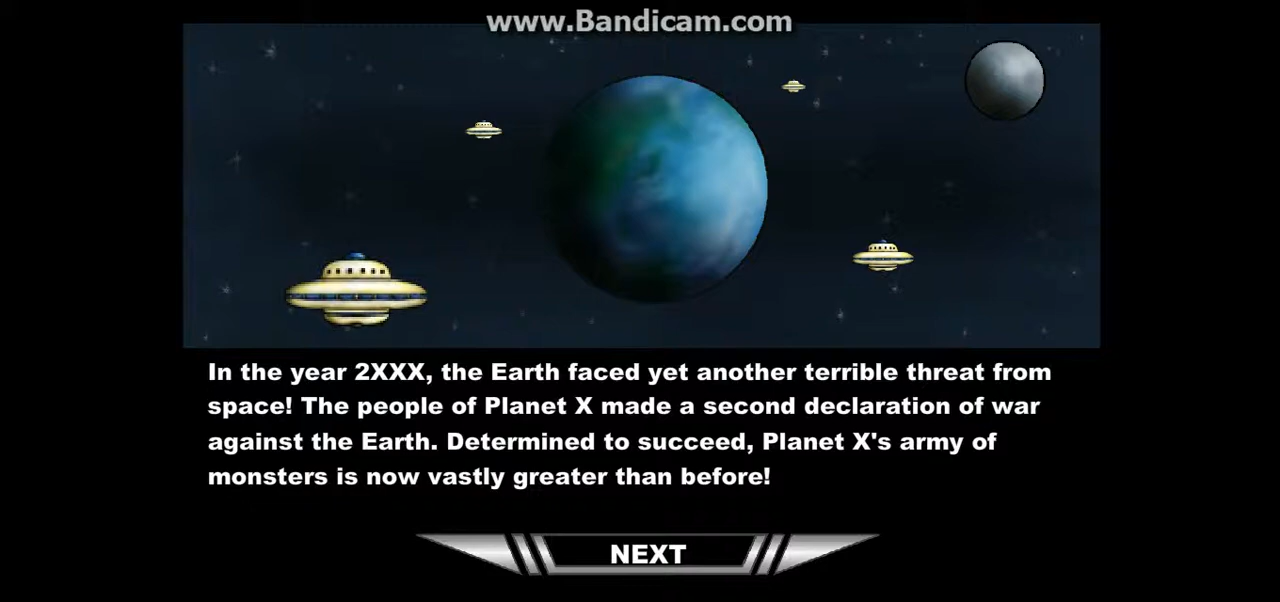 www.Bandicam.com
In the year 2XXX, the Earth faced yet another terrible threat from
space! The people of Planet X made a second declaration of war
against the Earth. Determined to succeed, Planet X's army of
monsters is now vastly greater than before!
NEXT